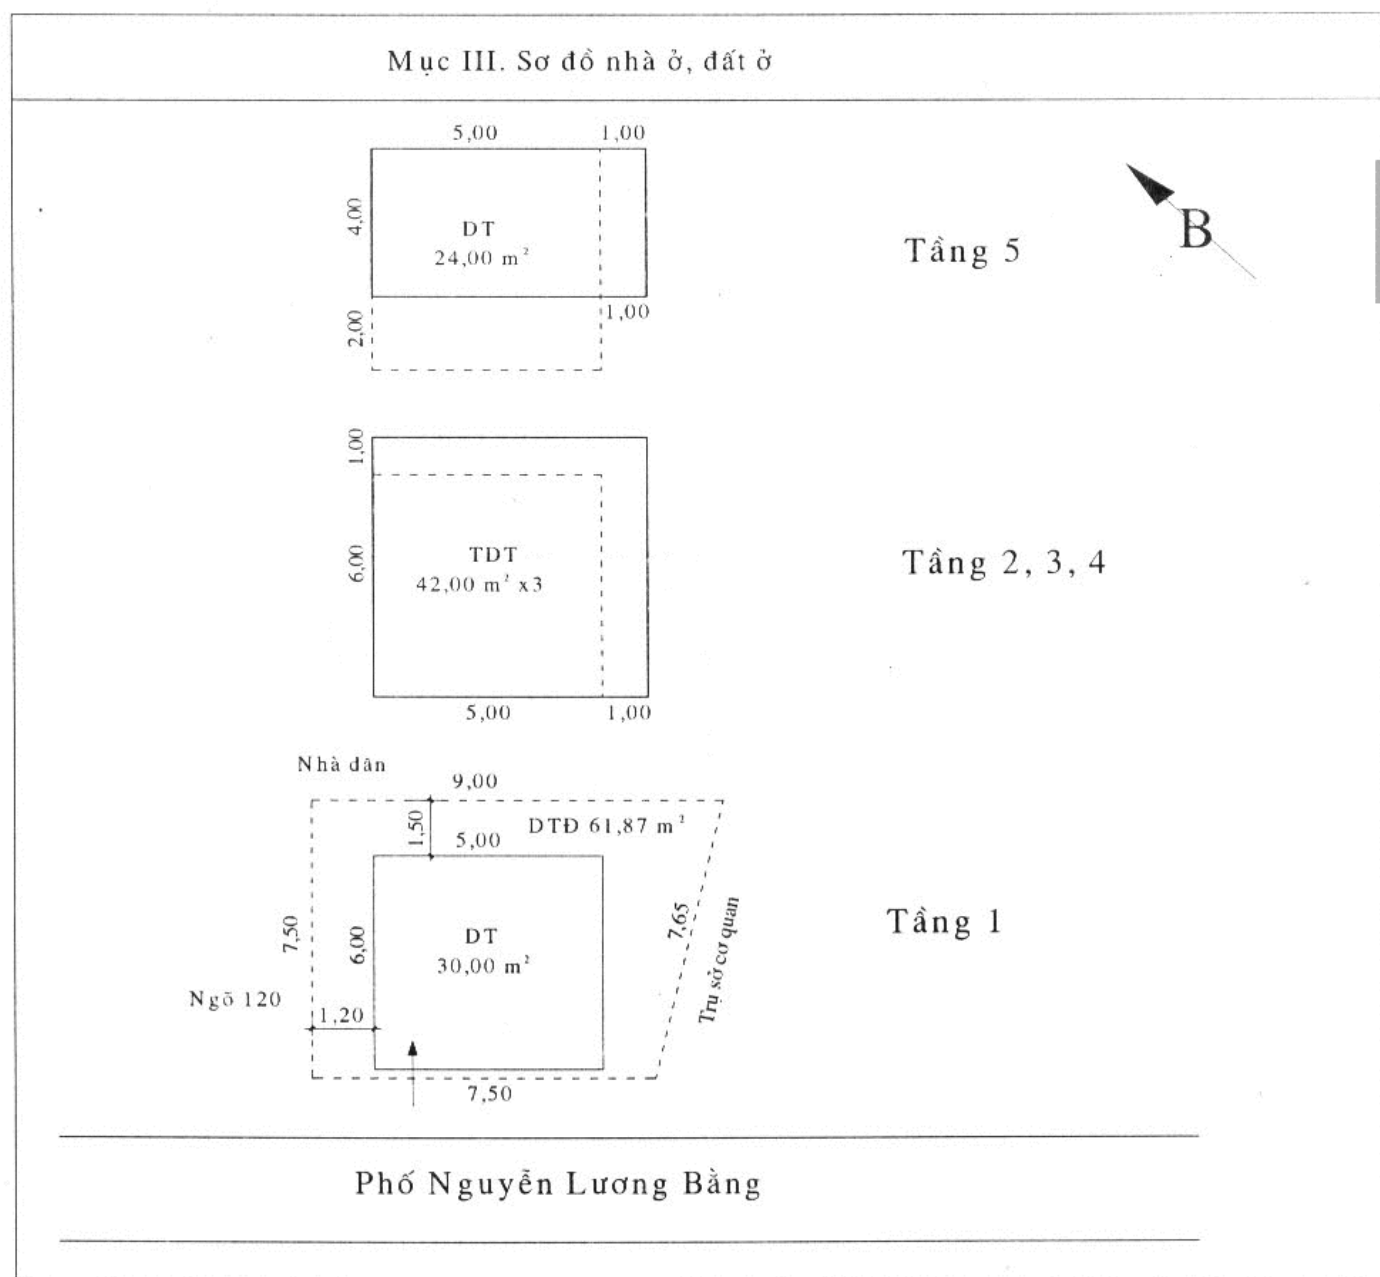 Mục III. Sơ đồ nhà ở, đất ở
5,00 1,00
4,00
DT
24,00 m²
Tầng 5
B
1,00
2,00
1,00
6,00
TDT
42,00 m² x3
Tầng 2, 3, 4
5,00 1,00
Nhà dân
9,00
1,50
DTĐ 61,87 m²
5,00
7,50
6,00
DT
30,00 m²
7,65
Trụ sở cơ quan
Tầng 1
Ngõ 120
1,20
7,50
Phố Nguyễn Lương Bằng